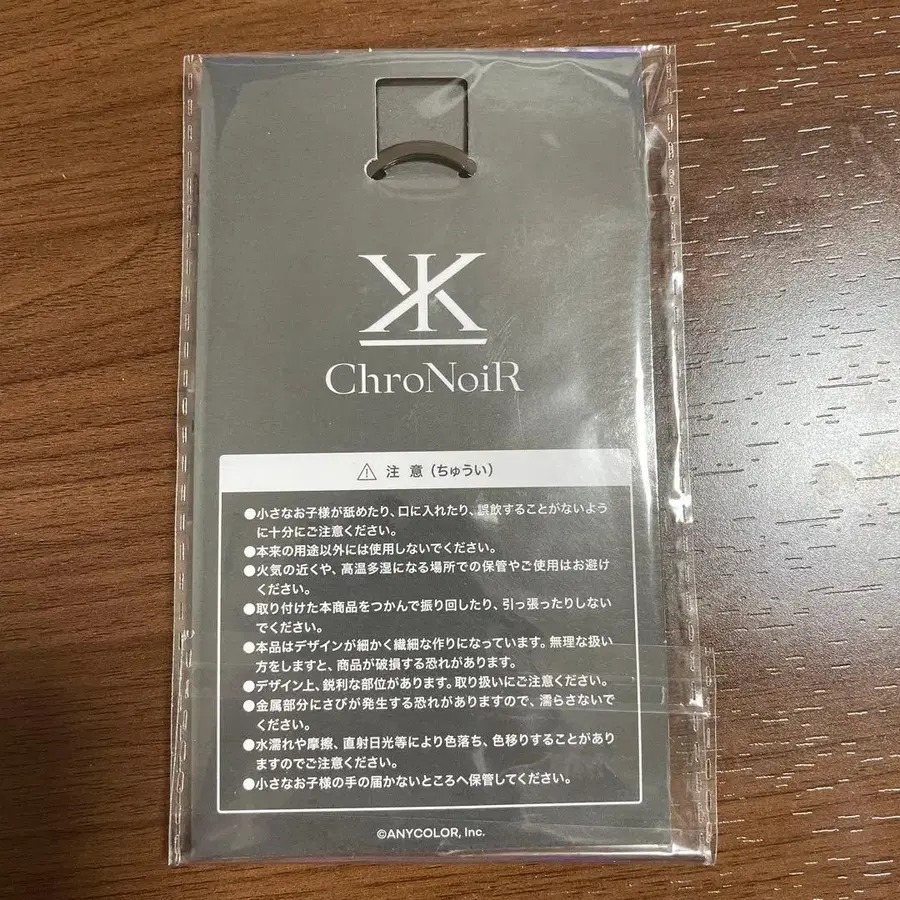 ChroNoiR
注意(ちゅうい)
●小さなお子様が舐めたり、口に入れたり、誤飲することがないよう
に十分にご注意ください。
●本来の用途以外には使用しないでください。
●火気の近くや、高温多湿になる場所での保管やご使用はお避け
ください。
●取り付けた本商品をつかんで振り回したり、引っ張ったりしない
でください。
●本品はデザインが細かく繊細な作りになっています。無理な扱い
方をしますと、商品が破損する恐れがあります。
●デザイン上、鋭利な部位があります。取り扱いにご注意ください。
●金属部分にさびが発生する恐れがありますので、濡らさないで
ください。
●水濡れや摩擦、直射日光等により色落ち、色移りすることがあり
ますのでご注意ください。
●小さなお子様の手の届かないところへ保管してください。
©ANYCOLOR, Inc.